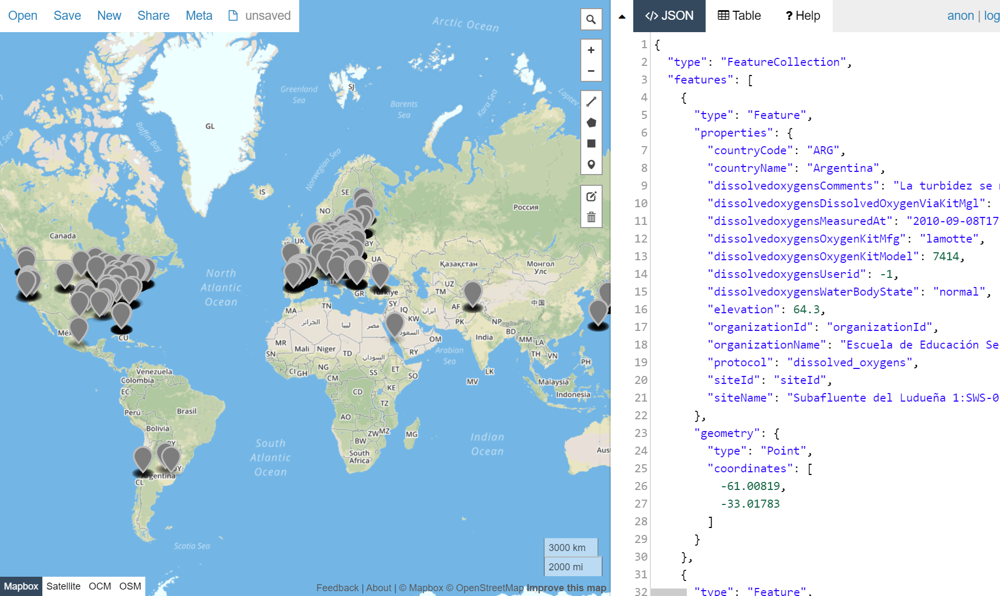 Open Save New Share Meta unsaved
Arctic Ocean
Greenland
Sea
SJ
Barents
Sea
Kara Sea
Laptev
GL
Baffin Bay
Norwegian Sea
IS
SE
NO
Россия
Canada
UK
BY
UA
Қазақстан
Монгол
Улс
North
Atlantic
Ocean
GR
Türkiye
UZ
TM
TN
MA
SY
IQ
ايران
AF
中国
الجزائر
ليبيا
مصر
KW
السعود
PK
NP
BD
CU
MR
Mali
Niger
TD
السودان
OM
RY
India
MM
LA
Arabian
Sea
TH
VN
SN
CI
GH
NG
CM
SS
ET
SO
LK
PH
Venezuela
Colombia
EC
CD
KE
MV
Malaysia
Indonesia
TZ
Perú
Brasil
AO
Bolivia
ZW
MZ
MG
BW
South
Africa
Indian
Ocean
South
Atlantic
Ocean
PY
UY
Argentina
CL
Scotia Sea
3000 km
2000 mi
Mapbox Satellite OCM OSM
Feedback | About | © Mapbox © OpenStreetMap Improve this map
</> JSON Table ? Help
anon | log
1 {
2 "type": "FeatureCollection",
3 "features": [
4 {
5 "type": "Feature",
6 "properties": {
7 "countryCode": "ARG",
8 "countryName": "Argentina",
9 "dissolvedoxygensComments": "La turbidez se
10 "dissolvedoxygensDissolvedOxygenViaKitMgl":
11 "dissolvedoxygensMeasuredAt": "2010-09-08T17
12 "dissolvedoxygensOxygenKitMfg": "lamotte",
13 "dissolvedoxygensOxygenKitModel": 7414,
14 "dissolvedoxygensUserid": -1,
15 "dissolvedoxygensWaterBodyState": "normal",
16 "elevation": 64.3,
17 "organizationId": "organizationId",
18 "organizationName": "Escuela de Educación Se
19 "protocol": "dissolved_oxygens",
20 "siteId": "siteId",
21 "siteName": "Subafluente del Ludueña 1:SWS-0
22 },
23 "geometry": {
24 "type": "Point",
25 "coordinates": [
26 -61.00819,
27 -33.01783
28 ]
29 }
30 },
31 {
32 "type": "Feature",